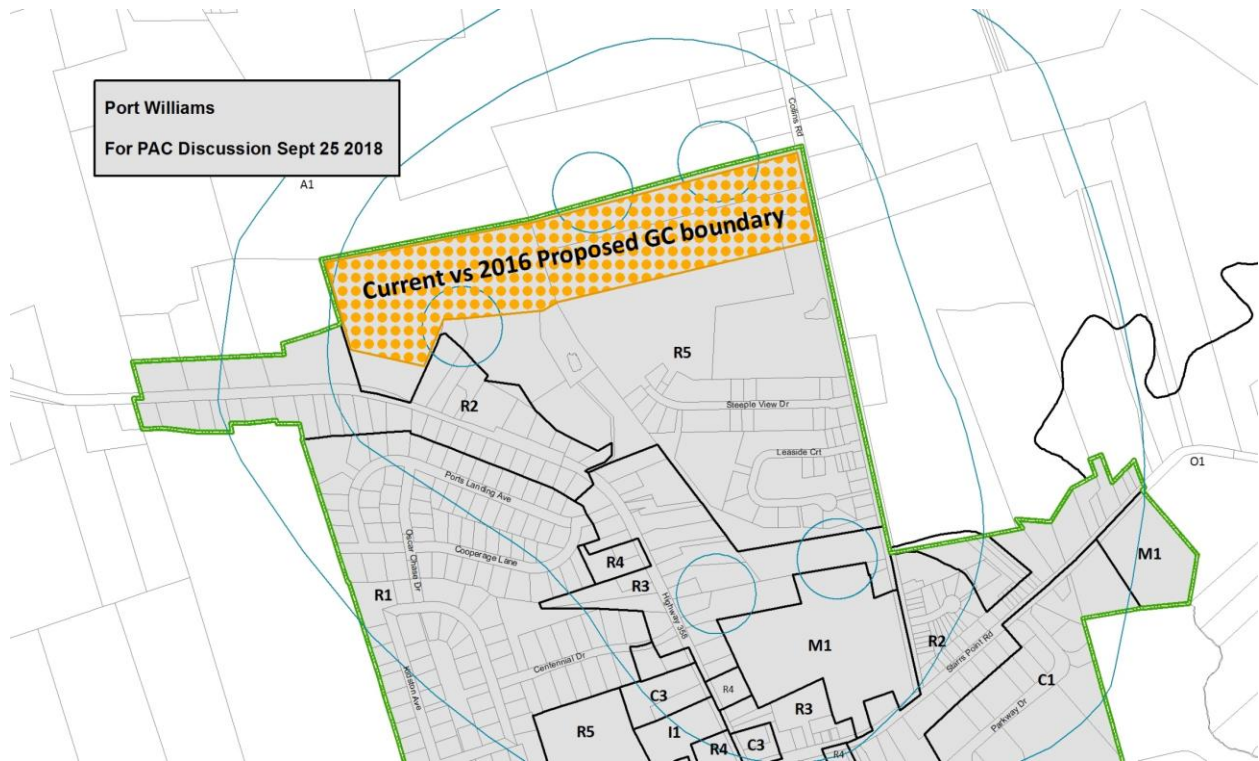 Port Williams
For PAC Discussion Sept 25 2018
A1
Collins Rd
Current vs 2016 Proposed GC boundary
R5
R2
Steeple View Dr
Leaside Crt
O1
Ports Landing Ave
Oscar Chase Dr
Cooperage Lane
R4
R3
M1
R1
Highway 358
M1
R2
Starrs Point Rd
Centennial Dr
Kidston Ave
C3
R4
R3
C1
Parkway Dr
R5
I1
R4
C3
R4